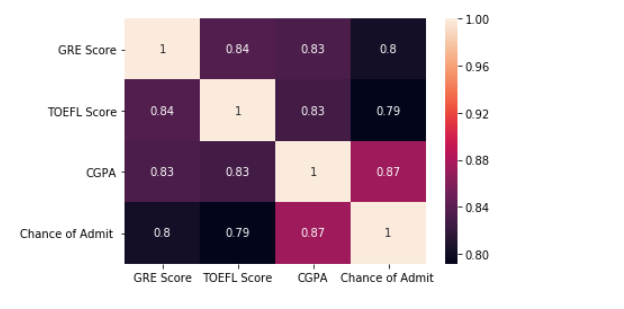 1.00
GRE Score 1 0.84 0.83 0.8
0.96
TOEFL Score 0.84 1 0.83 0.79
0.92
CGPA 0.83 0.83 1 0.87
0.88
0.84
Chance of Admit 0.8 0.79 0.87 1
0.80
GRE Score TOEFL Score CGPA Chance of Admit